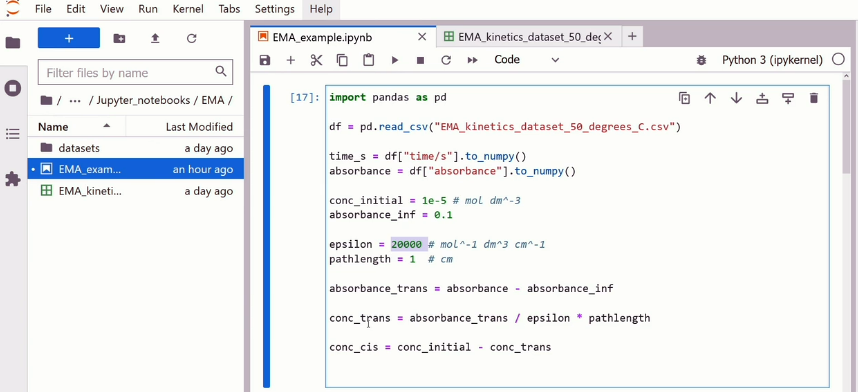 File Edit View Run Kernel Tabs Settings Help
EMA_example.ipynb
EMA_kinetics_dataset_50_deg
Code
Python 3 (ipykernel)
Filter files by name
/ ... / Jupyter_notebooks / EMA /
Name Last Modified
datasets a day ago
EMA_exam... an hour ago
EMA_kineti... a day ago
[17]: import pandas as pd
df = pd.read_csv("EMA_kinetics_dataset_50_degrees_C.csv")
time_s = df["time/s"].to_numpy()
absorbance = df["absorbance"].to_numpy()
conc_initial = 1e-5 # mol dm^-3
absorbance_inf = 0.1
epsilon = 20000 # mol^-1 dm^3 cm^-1
pathlength = 1 # cm
absorbance_trans = absorbance - absorbance_inf
conc_trans = absorbance_trans / epsilon * pathlength
conc_cis = conc_initial - conc_trans